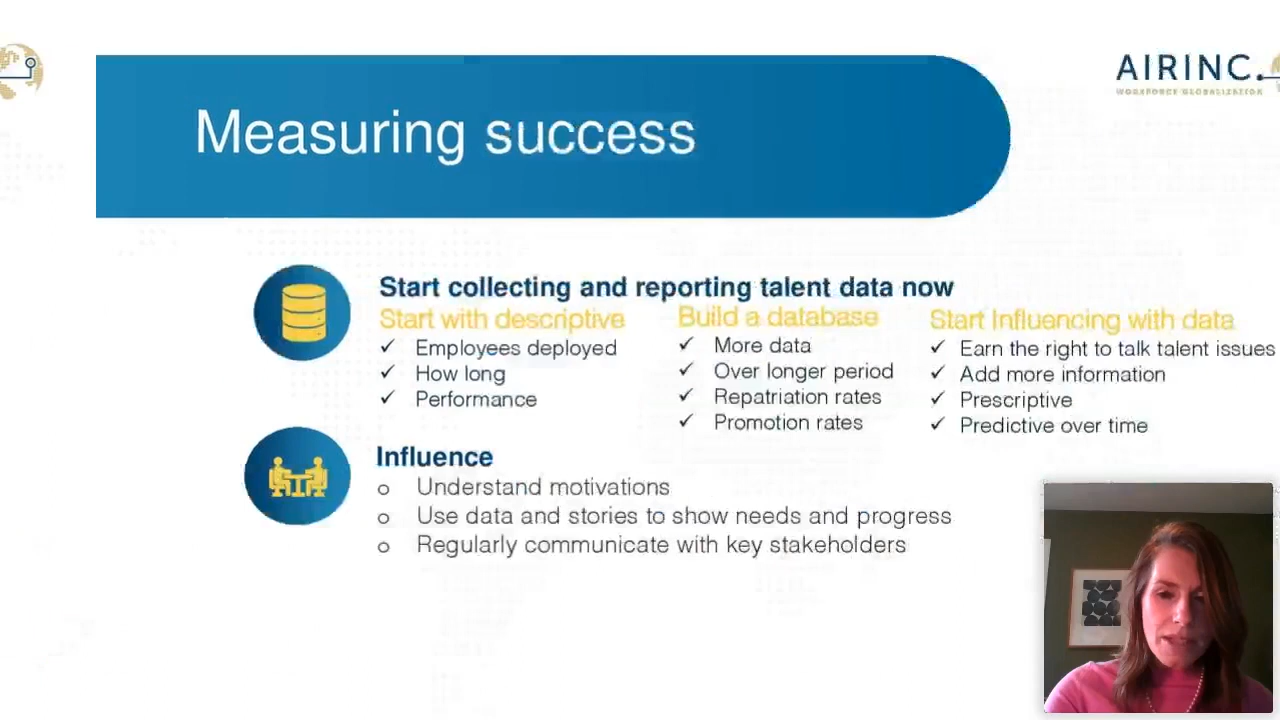 AIRINC.
WORKFORCE GLOBALIZATION
Measuring success
Start collecting and reporting talent data now
Start with descriptive
✓ Employees deployed
✓ How long
✓ Performance
Build a database
✓ More data
✓ Over longer period
✓ Repatriation rates
✓ Promotion rates
Start Influencing with data
✓ Earn the right to talk talent issues
✓ Add more information
✓ Prescriptive
✓ Predictive over time
Influence
o Understand motivations
o Use data and stories to show needs and progress
o Regularly communicate with key stakeholders